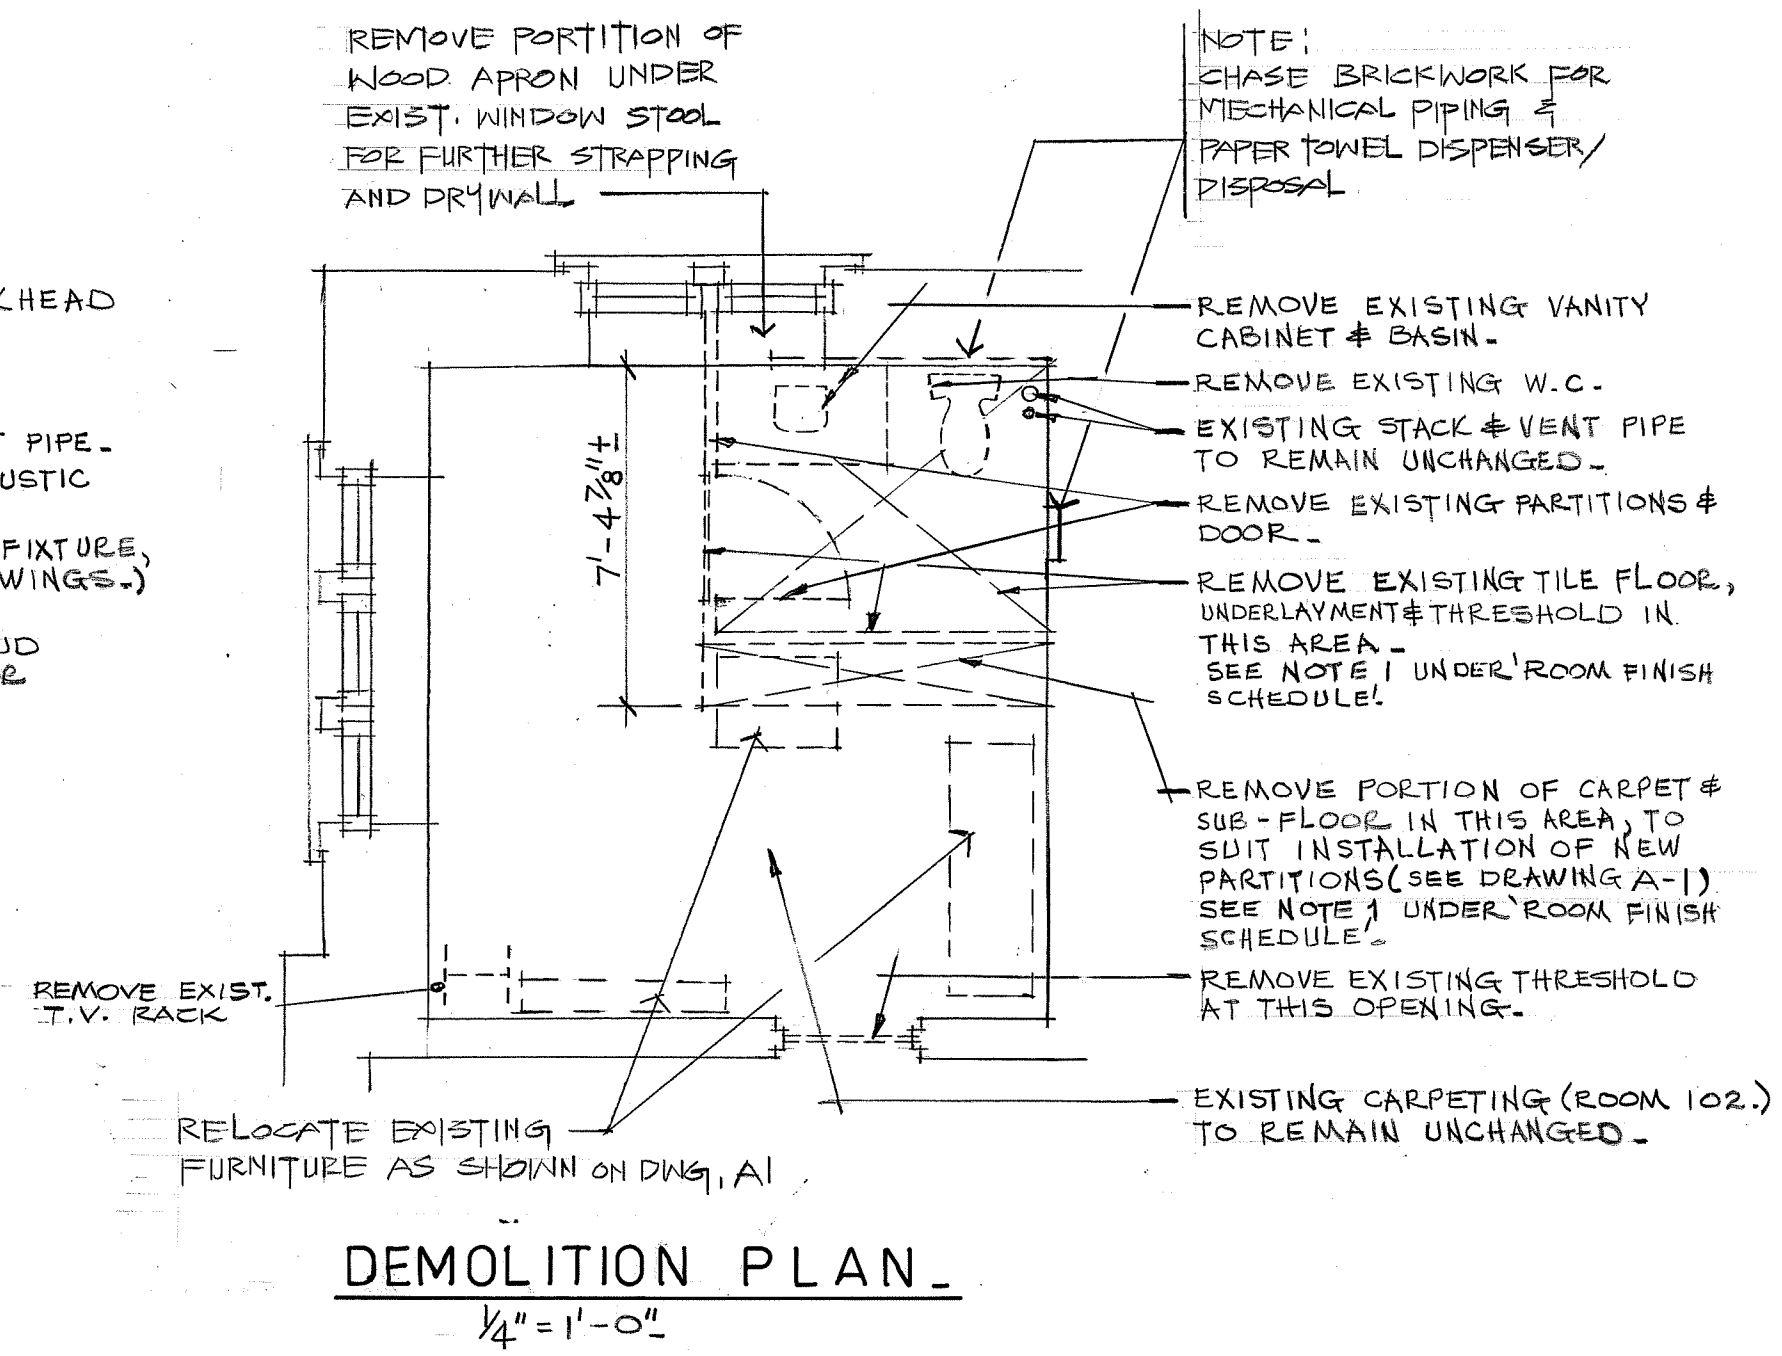 REMOVE PORTITION OF
WOOD APRON UNDER
EXIST. WINDOW STOOL
FOR FURTHER STRAPPING
AND DRYWALL
NOTE:
CHASE BRICKWORK FOR
MECHANICAL PIPING &
PAPER TOWEL DISPENSER/
DISPOSAL
KHEAD
T PIPE-
USTIC
FIXTURE,
WINGS.)
UD
R
REMOVE EXISTING VANITY
CABINET & BASIN-
REMOVE EXISTING W.C.
EXISTING STACK & VENT PIPE
TO REMAIN UNCHANGED-
REMOVE EXISTING PARTITIONS &
DOOR-
REMOVE EXISTING TILE FLOOR,
UNDERLAYMENT & THRESHOLD IN
THIS AREA-
SEE NOTE 1 UNDER 'ROOM FINISH
SCHEDULE'.
7'-4 7/8" ±
REMOVE PORTION OF CARPET &
SUB-FLOOR IN THIS AREA, TO
SUIT INSTALLATION OF NEW
PARTITIONS (SEE DRAWING A-1)
SEE NOTE 1 UNDER 'ROOM FINISH
SCHEDULE'.
REMOVE EXISTING THRESHOLD
AT THIS OPENING-
REMOVE EXIST.
T.V. RACK
EXISTING CARPETING (ROOM 102.)
TO REMAIN UNCHANGED-
RELOCATE EXISTING
FURNITURE AS SHOWN ON DWG, A1
DEMOLITION PLAN-
1/4" = 1'-0"